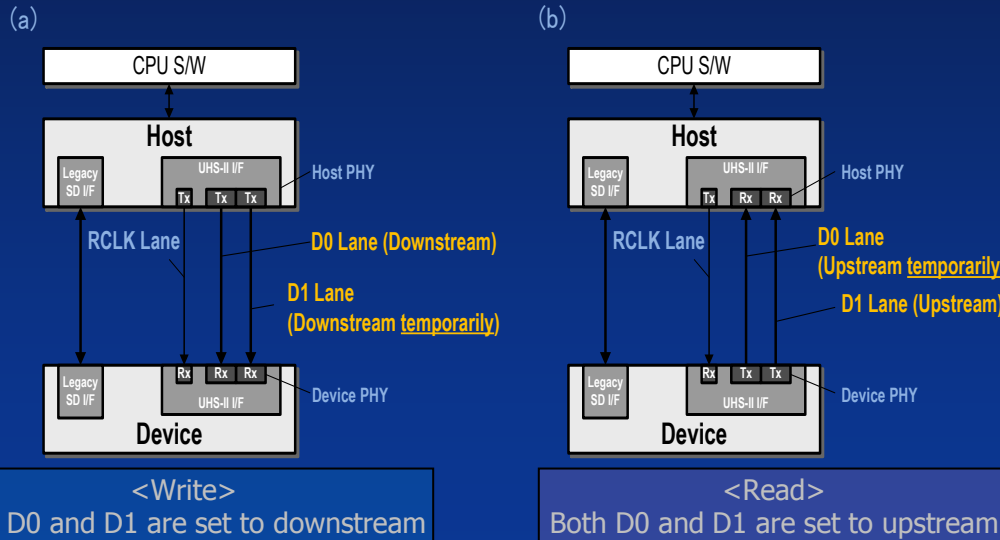 (a)
CPU S/W
Host
Legacy
SD I/F
UHS-II I/F
Tx
Tx
Tx
Host PHY
RCLK Lane
D0 Lane (Downstream)
D1 Lane
(Downstream temporarily)
Legacy
SD I/F
Rx
Rx
Rx
UHS-II I/F
Device PHY
Device
<Write>
D0 and D1 are set to downstream
(b)
CPU S/W
Host
Legacy
SD I/F
UHS-II I/F
Tx
Rx
Rx
Host PHY
RCLK Lane
D0 Lane
(Upstream temporarily
D1 Lane (Upstream)
Legacy
SD I/F
Rx
Tx
Tx
UHS-II I/F
Device PHY
Device
<Read>
Both D0 and D1 are set to upstream